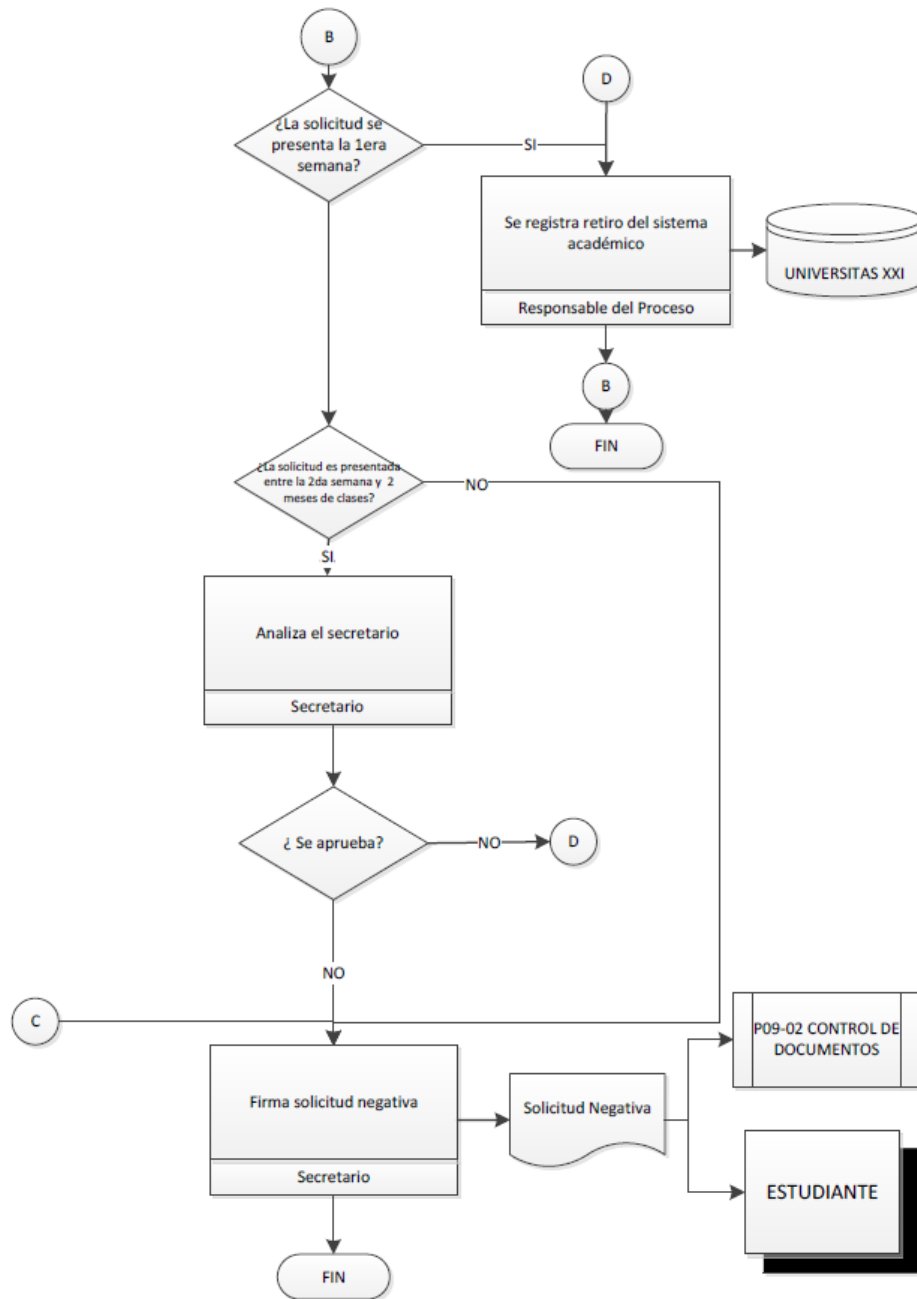 B
D
¿La solicitud se
presenta la 1era
semana?
SI
Se registra retiro del sistema
académico
Responsable del Proceso
UNIVERSITAS XXI
B
FIN
¿La solicitud es presentada
entre la 2da semana y 2
meses de clases?
NO
SI
Analiza el secretario
Secretario
¿ Se aprueba?
NO
D
NO
C
Firma solicitud negativa
Secretario
Solicitud Negativa
P09-02 CONTROL DE
DOCUMENTOS
ESTUDIANTE
FIN